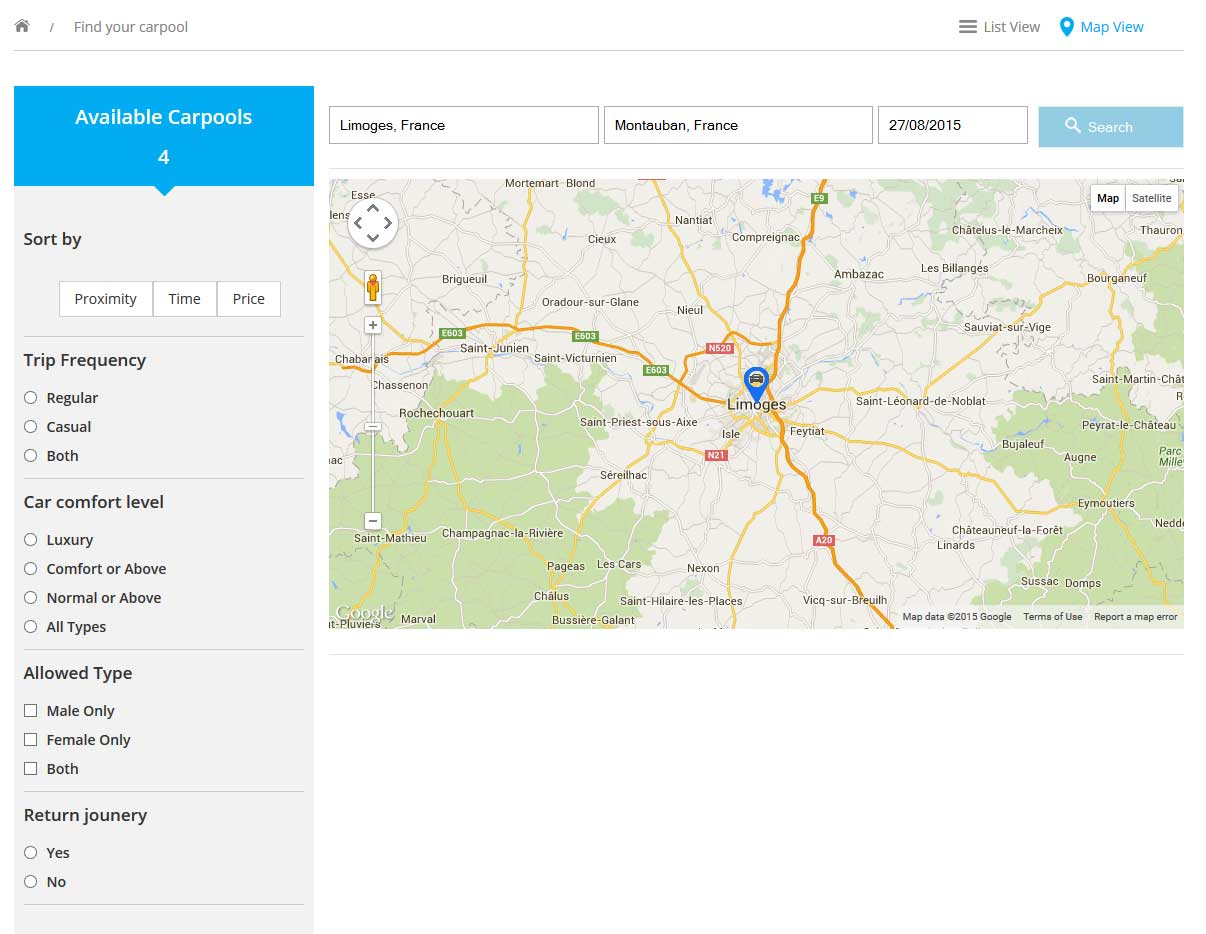 / Find your carpool
List View Map View
Available Carpools
4
Sort by
Proximity Time Price
Trip Frequency
Regular
Casual
Both
Car comfort level
Luxury
Comfort or Above
Normal or Above
All Types
Allowed Type
Male Only
Female Only
Both
Return jounery
Yes
No
Limoges, France Montauban, France 27/08/2015 Search
Map Satellite
Mortemart Blond
Esse
E9
Nantiat
Châtelus-le-Marcheix
Thauron
Cieux
Compreignac
Ambazac
Les Billanges
Bourganeuf
Brigueuil
Oradour-sur-Glane
Nieul
Sauviat-sur-Vige
E603
E603
Saint-Junien
N520
Chabanais
Saint-Victurnien
E603
Chassenon
Saint-Martin-Chât
Limoges
Saint-Léonard-de-Noblat
Rochechouart
Saint-Priest-sous-Aixe
Isle
Feytiat
Peyrat-le-Château
Bujaleuf
N21
Augne
Parc
Mille
Séreilhac
Eymoutiers
Saint-Mathieu
Champagnac-la-Rivière
A20
Châteauneuf-la-Forêt
Nedde
Linards
Pageas
Les Cars
Nexon
Sussac
Domps
Châlus
Saint-Hilaire-les-Places
Vicq-sur-Breuilh
Google
Marval
Bussière-Galant
Map data ©2015 Google Terms of Use Report a map error